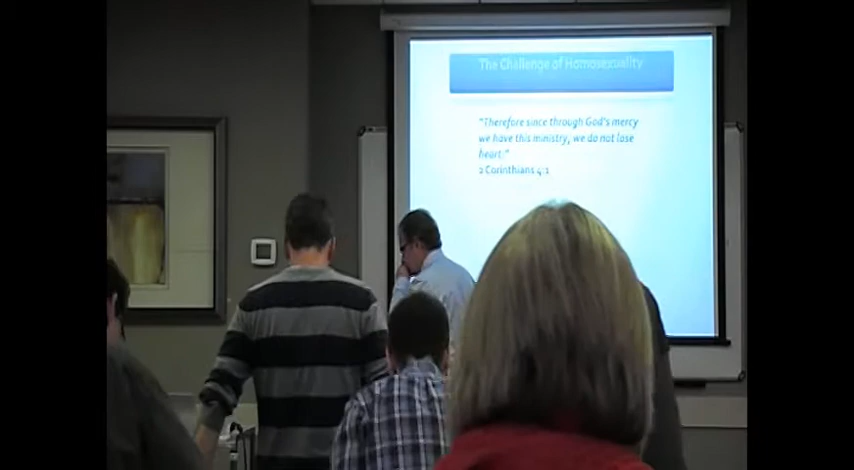 The Challenge of Homosexuality
"Therefore since through God's mercy
we have this ministry, we do not lose
heart."
2 Corinthians 4:1